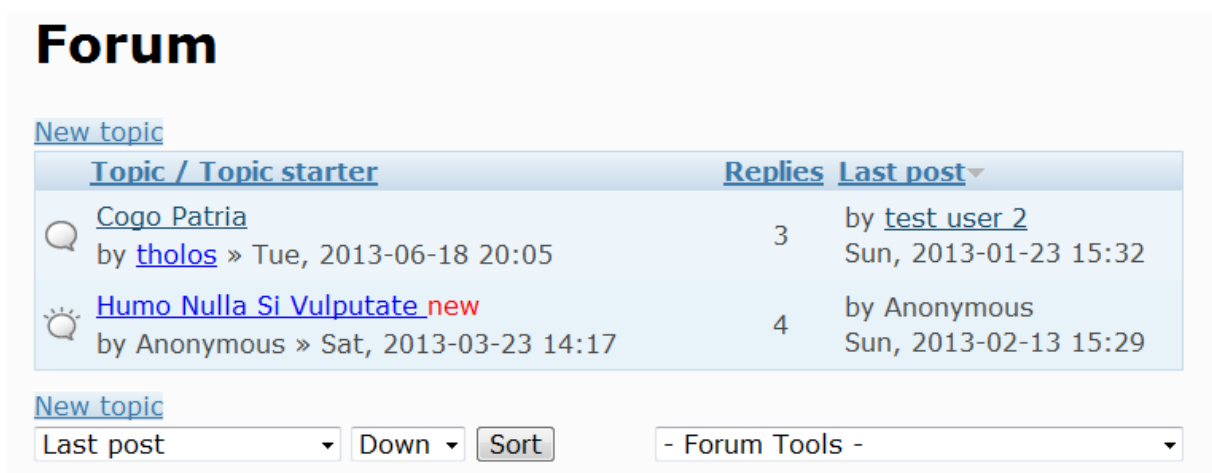 Forum
New topic
Topic / Topic starter Replies Last post
Cogo Patria
by tholos » Tue, 2013-06-18 20:05
3
by test user 2
Sun, 2013-01-23 15:32
Humo Nulla Si Vulputate new
by Anonymous » Sat, 2013-03-23 14:17
4
by Anonymous
Sun, 2013-02-13 15:29
New topic
Last post Down Sort - Forum Tools -